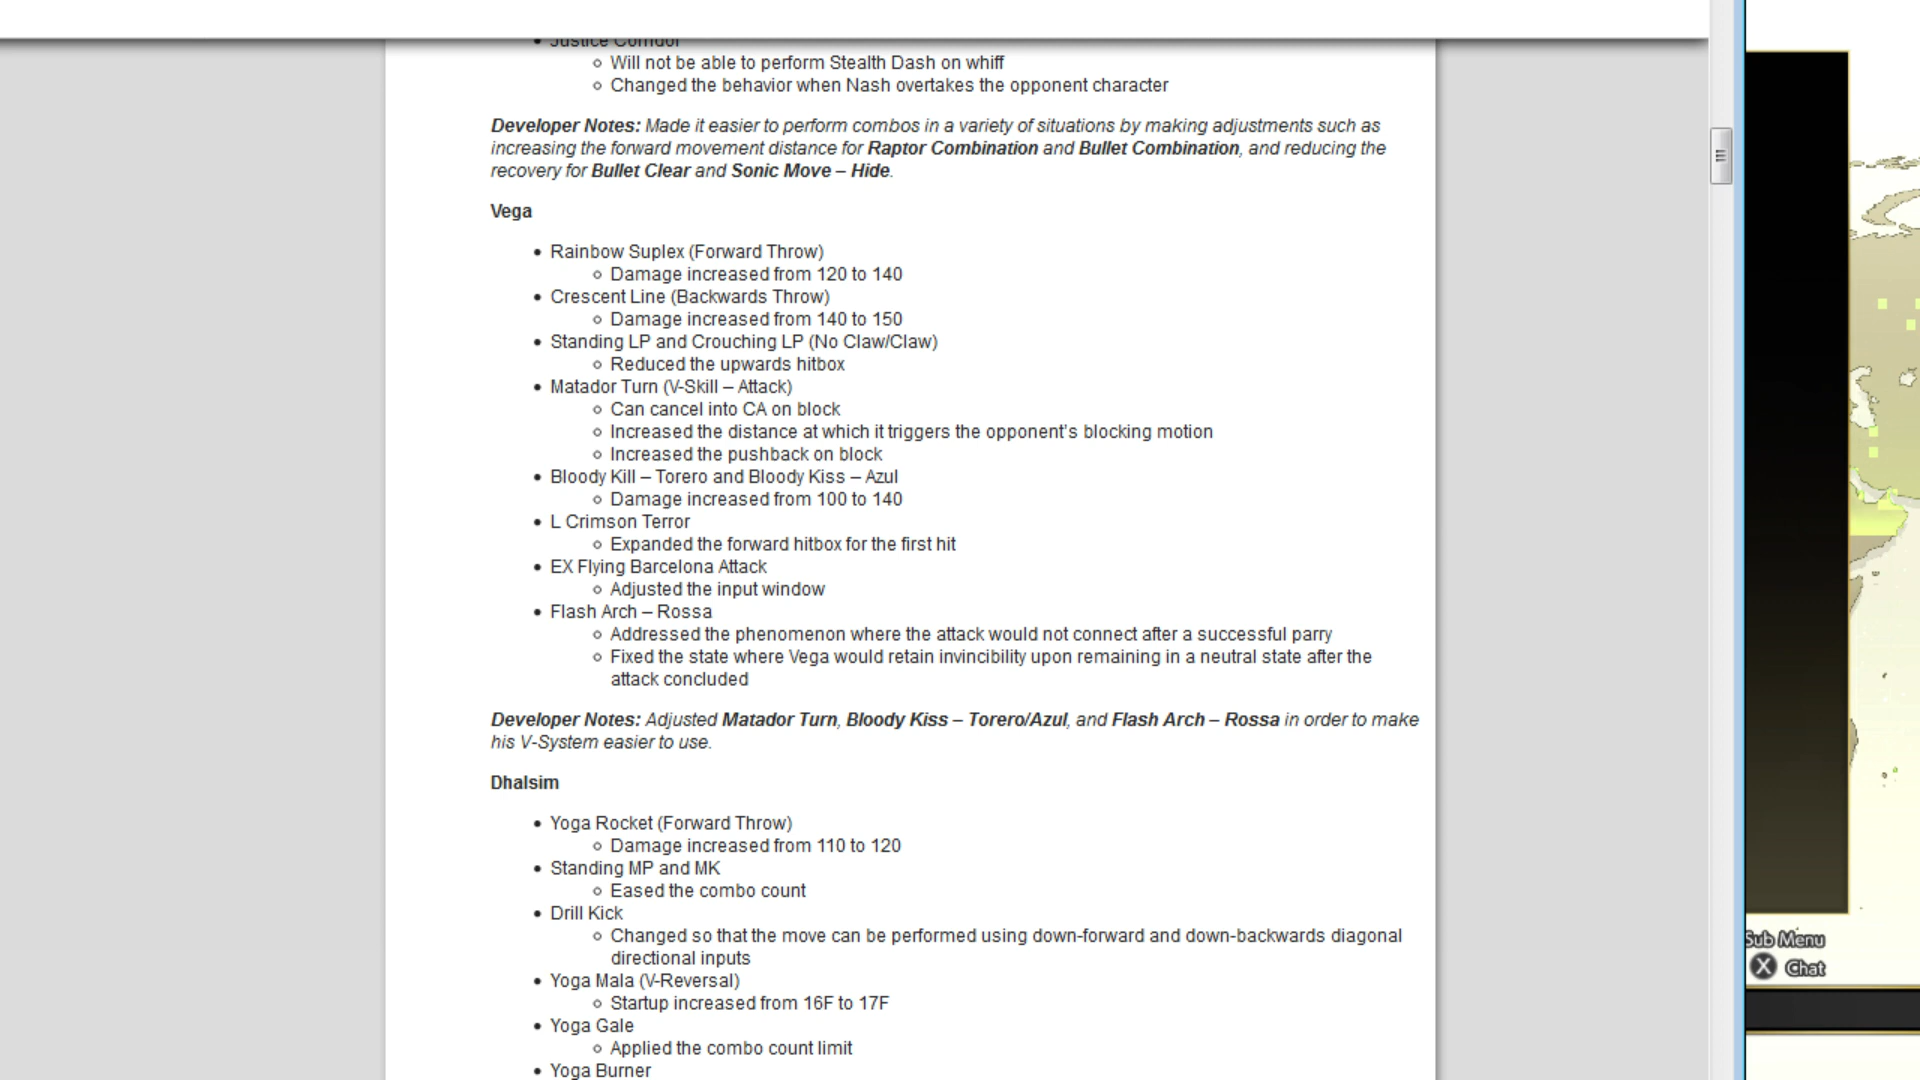 Justice Corridor
Will not be able to perform Stealth Dash on whiff
Changed the behavior when Nash overtakes the opponent character
Developer Notes: Made it easier to perform combos in a variety of situations by making adjustments such as
increasing the forward movement distance for Raptor Combination and Bullet Combination, and reducing the
recovery for Bullet Clear and Sonic Move – Hide.
Vega
Rainbow Suplex (Forward Throw)
Damage increased from 120 to 140
Crescent Line (Backwards Throw)
Damage increased from 140 to 150
Standing LP and Crouching LP (No Claw/Claw)
Reduced the upwards hitbox
Matador Turn (V-Skill – Attack)
Can cancel into CA on block
Increased the distance at which it triggers the opponent’s blocking motion
Increased the pushback on block
Bloody Kill – Torero and Bloody Kiss – Azul
Damage increased from 100 to 140
L Crimson Terror
Expanded the forward hitbox for the first hit
EX Flying Barcelona Attack
Adjusted the input window
Flash Arch – Rossa
Addressed the phenomenon where the attack would not connect after a successful parry
Fixed the state where Vega would retain invincibility upon remaining in a neutral state after the
attack concluded
Developer Notes: Adjusted Matador Turn, Bloody Kiss – Torero/Azul, and Flash Arch – Rossa in order to make
his V-System easier to use.
Dhalsim
Yoga Rocket (Forward Throw)
Damage increased from 110 to 120
Standing MP and MK
Eased the combo count
Drill Kick
Changed so that the move can be performed using down-forward and down-backwards diagonal
directional inputs
Yoga Mala (V-Reversal)
Startup increased from 16F to 17F
Yoga Gale
Applied the combo count limit
Yoga Burner
Sub Menu
X Chat